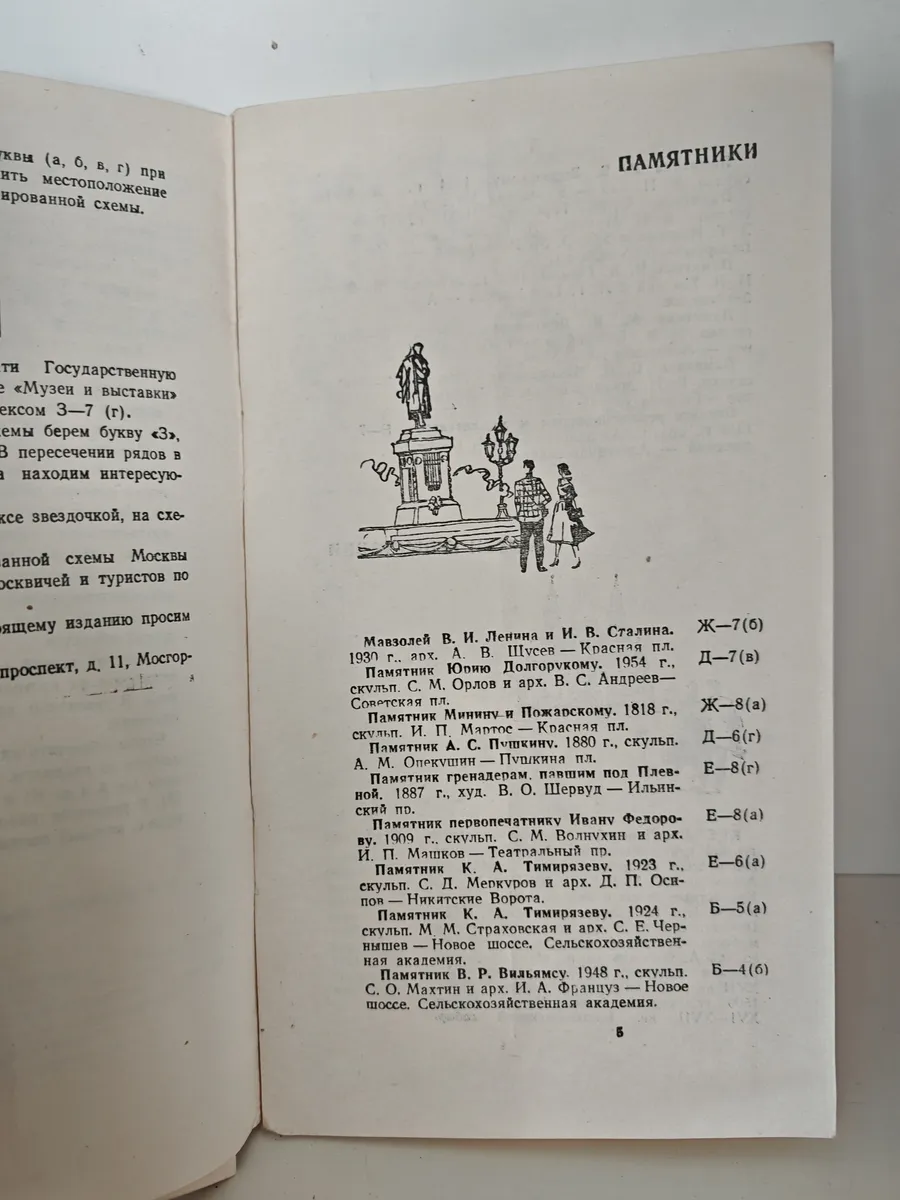 уквы (а, б, в, г) при
ить местоположение
ированной схемы.
ти Государственную
е «Музеи и выставки»
ексом З—7 (г).
емы берем букву «З»,
В пересечении рядов в
а находим интересую-
ксе звездочкой, на схе-
ванной схемы Москвы
осквичей и туристов по
оящему изданию просим
проспект, д. 11, Мосгор-
ПАМЯТНИКИ
Мавзолей В. И. Ленина и И. В. Сталина. Ж—7(б)
1930 г., арх. А. В. Щусев — Красная пл.
Памятник Юрию Долгорукому. 1954 г., Д—7(в)
скульп. С. М. Орлов и арх. В. С. Андреев—
Советская пл.
Памятник Минину и Пожарскому. 1818 г., Ж—8(а)
скульп. И. П. Мартос — Красная пл.
Памятник А. С. Пушкину. 1880 г., скульп. Д—6(г)
А. М. Опекушин — Пушкина пл.
Памятник гренадерам, павшим под Плев- Е—8(г)
ной. 1887 г., худ. В. О. Шервуд — Ильин-
ский пр.
Памятник первопечатнику Ивану Федоро- Е—8(а)
ву. 1909 г., скульп. С. М. Волнухин и арх.
И. П. Машков — Театральный пр.
Памятник К. А. Тимирязеву. 1923 г., Е—6(а)
скульп. С. Д. Меркуров и арх. Д. П. Оси-
пов — Никитские Ворота.
Памятник К. А. Тимирязеву. 1924 г., Б—5(а)
скульп. М. М. Страховская и арх. С. Е. Чер-
нышев — Новое шоссе. Сельскохозяйствен-
ная академия.
Памятник В. Р. Вильямсу. 1948 г., скульп. Б—4(б)
С. О. Махтин и арх. И. А. Француз — Новое
шоссе. Сельскохозяйственная академия.
5